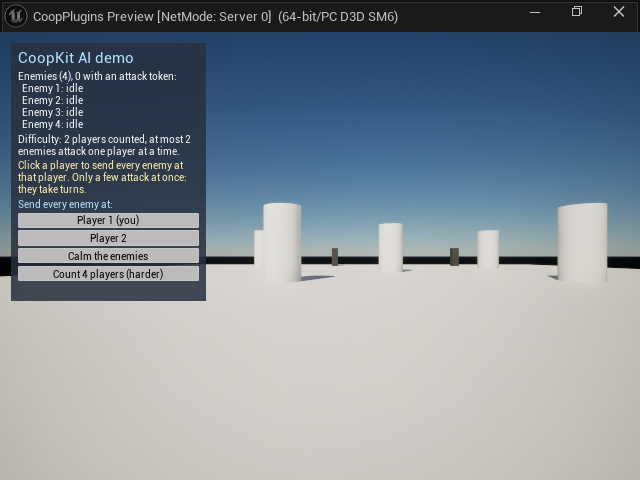 CoopPlugins Preview [NetMode: Server 0] (64-bit/PC D3D SM6)
CoopKit AI demo
Enemies (4), 0 with an attack token:
Enemy 1: idle
Enemy 2: idle
Enemy 3: idle
Enemy 4: idle
Difficulty: 2 players counted, at most 2
enemies attack one player at a time.
Click a player to send every enemy at
that player. Only a few attack at once:
they take turns.
Send every enemy at:
Player 1 (you)
Player 2
Calm the enemies
Count 4 players (harder)